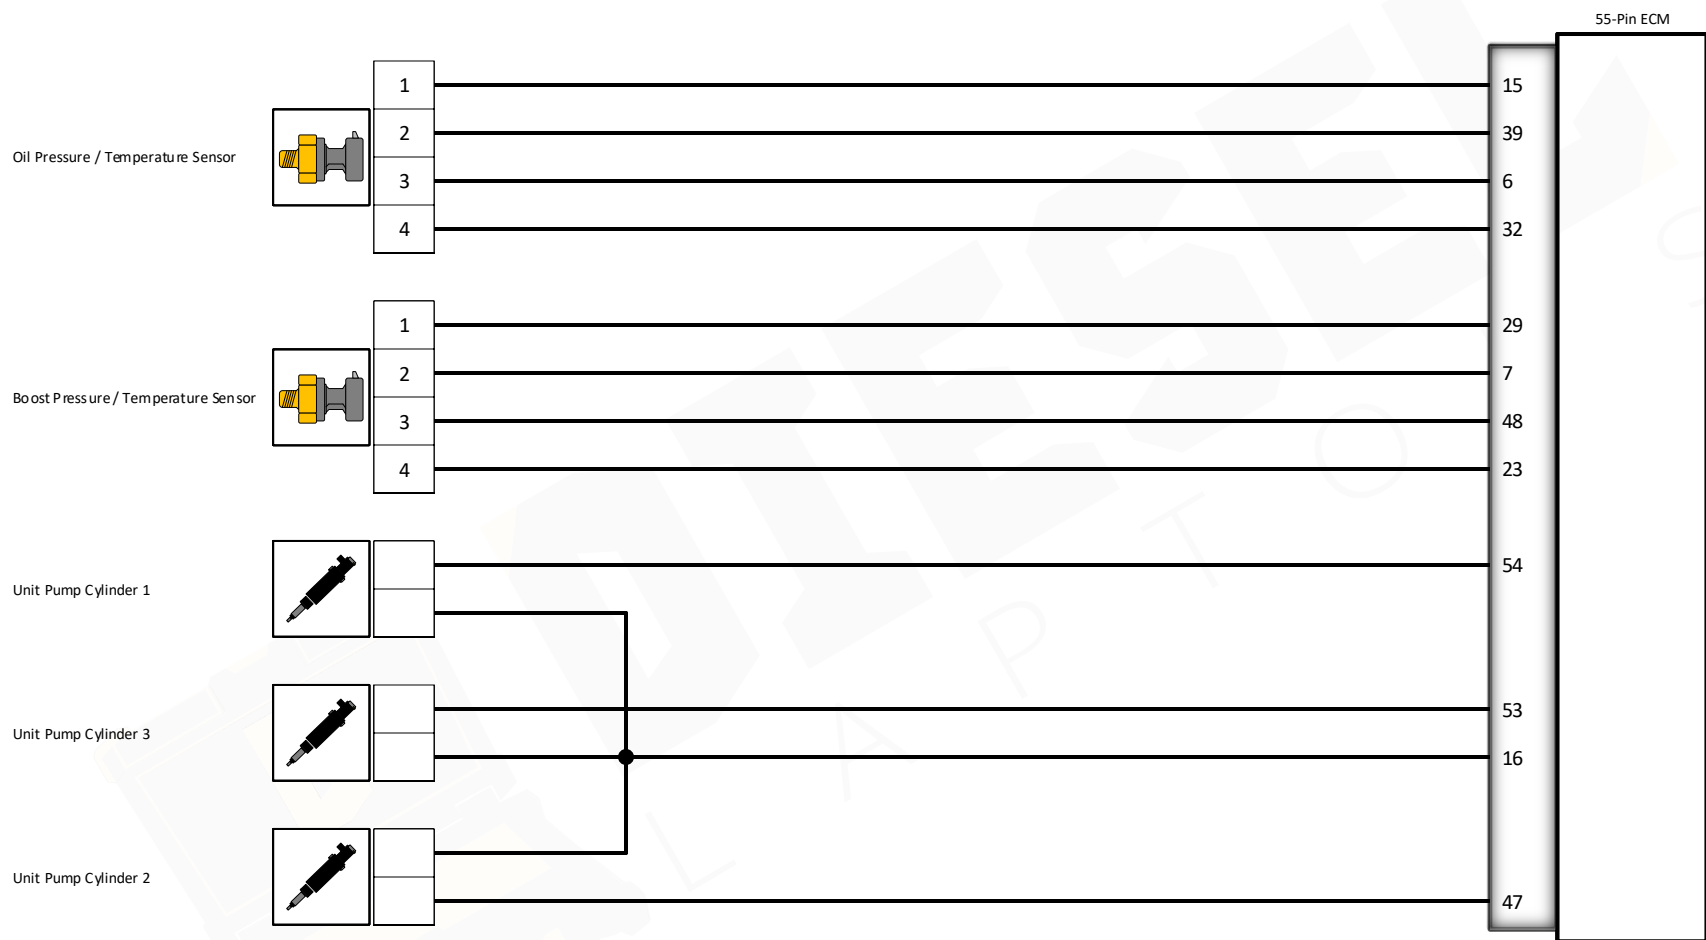 55-Pin ECM
1
15
2
39
Oil Pressure / Temperature Sensor
3
6
4
32
1
29
2
7
Boost Pressure / Temperature Sensor
3
48
4
23
54
Unit Pump Cylinder 1
53
Unit Pump Cylinder 3
16
Unit Pump Cylinder 2
47
DIESEL
LAPTOPS